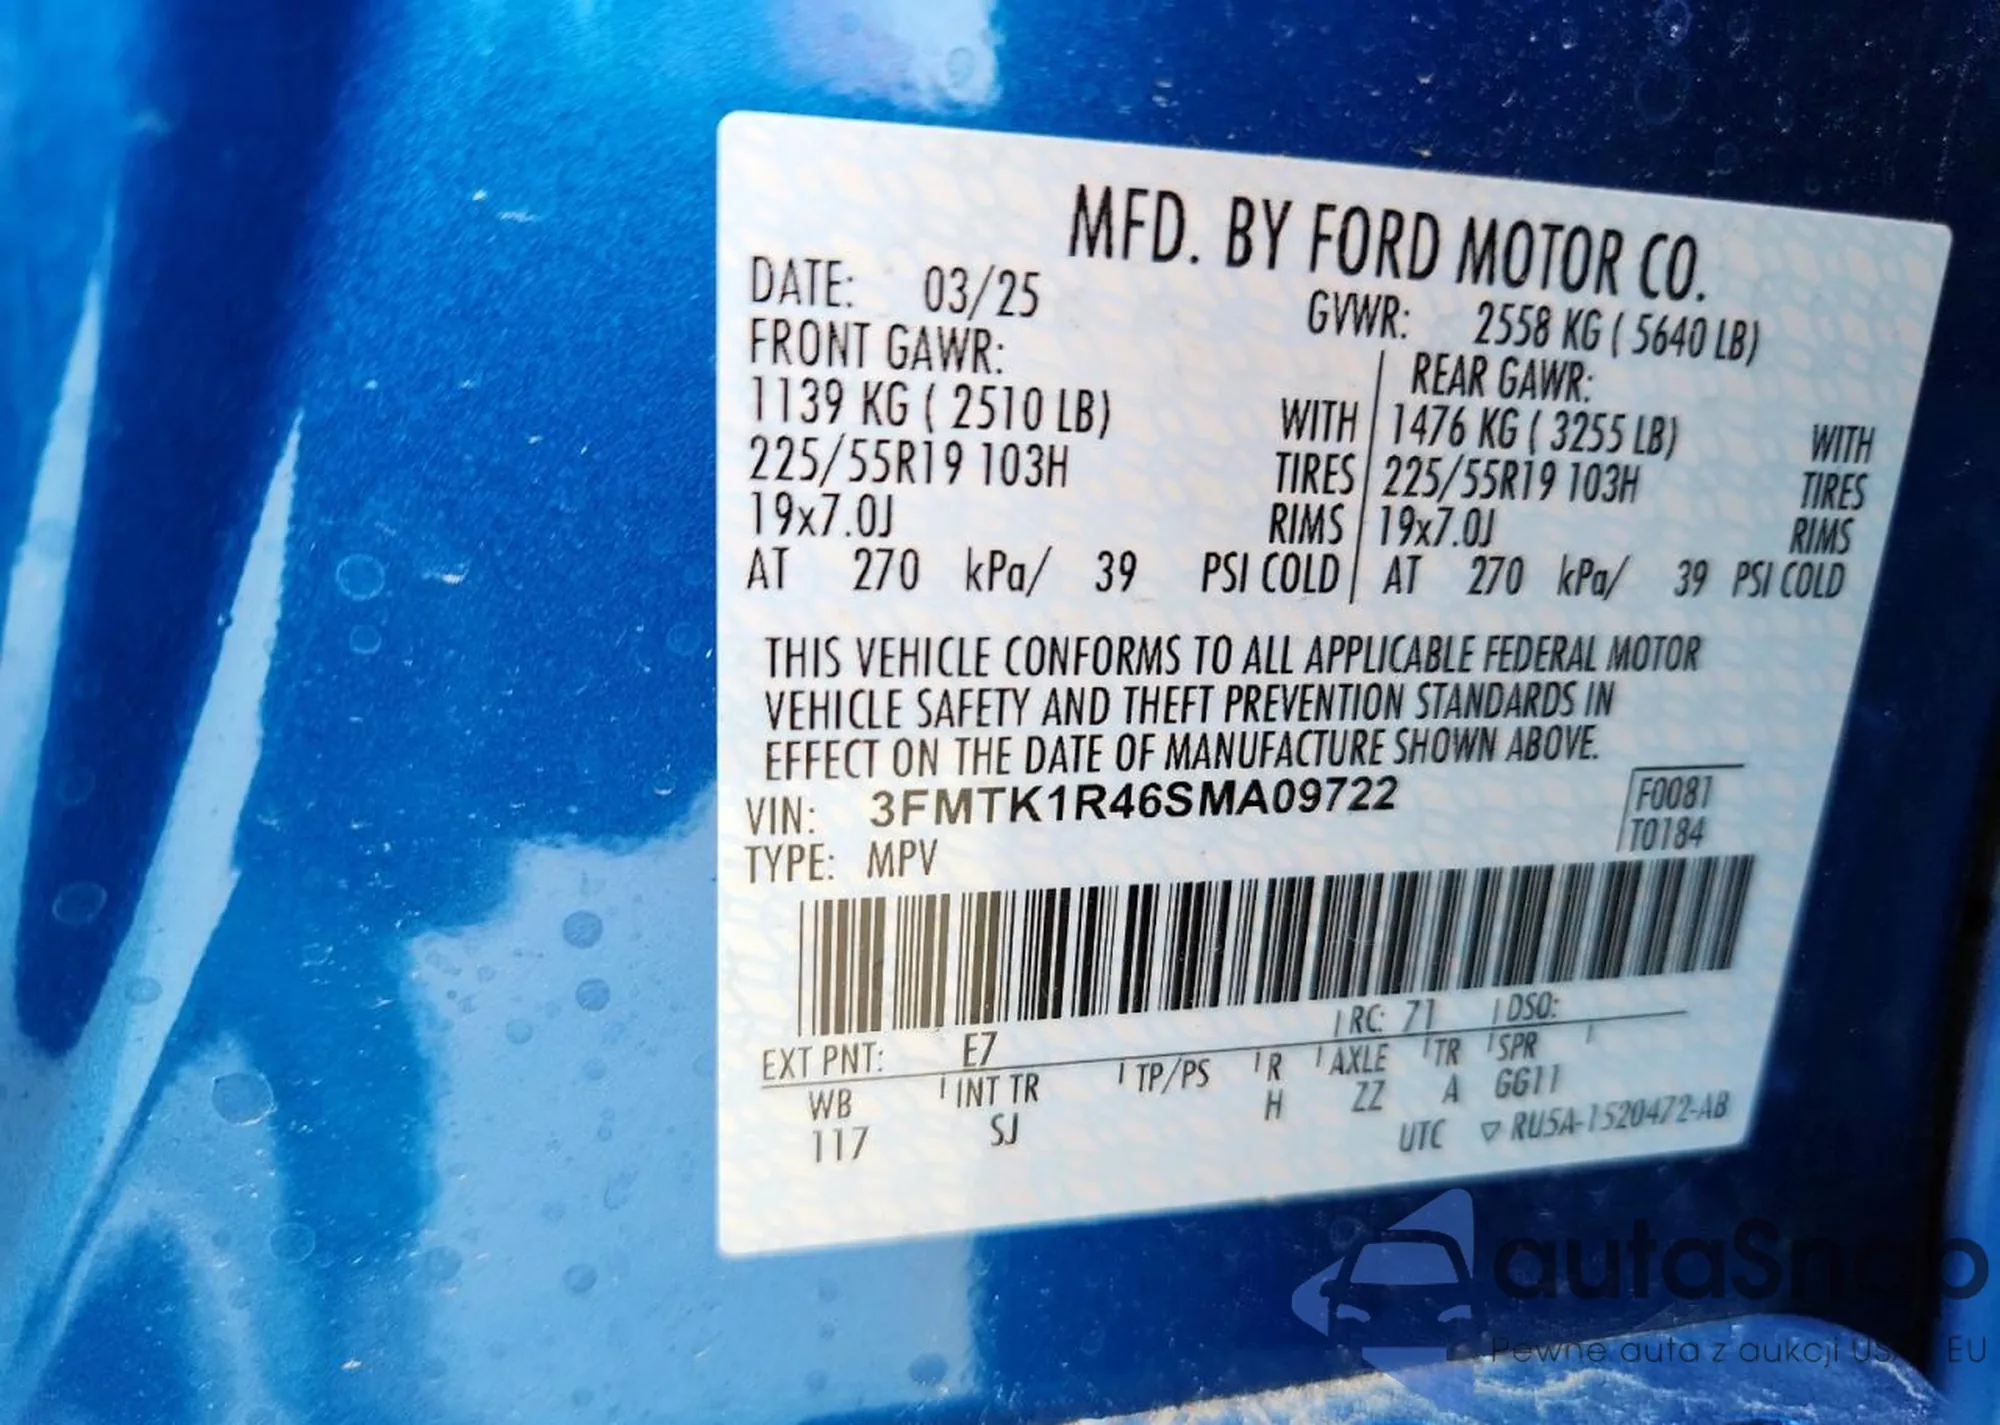 MFD. BY FORD MOTOR CO.
DATE: 03/25 GVWR: 2558 KG ( 5640 LB)
FRONT GAWR: REAR GAWR:
1139 KG ( 2510 LB) WITH 1476 KG ( 3255 LB) WITH
225/55R19 103H TIRES 225/55R19 103H TIRES
19x7.0J RIMS 19x7.0J RIMS
AT 270 kPa/ 39 PSI COLD AT 270 kPa/ 39 PSI COLD
THIS VEHICLE CONFORMS TO ALL APPLICABLE FEDERAL MOTOR
VEHICLE SAFETY AND THEFT PREVENTION STANDARDS IN
EFFECT ON THE DATE OF MANUFACTURE SHOWN ABOVE.
VIN: 3FMTK1R46SMA09722 F0081
TYPE: MPV T0184
EXT PNT: E7 RC: 71 DSO:
WB INT TR TP/PS R AXLE TR SPR
117 SJ H ZZ A GG11
UTC ▽ RU5A-1520472-AB
autaSnap
Pewne auta z aukcji USA EU